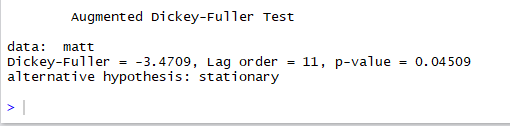 Augmented Dickey-Fuller Test
data:  matt
Dickey-Fuller = -3.4709, Lag order = 11, p-value = 0.04509
alternative hypothesis: stationary
>